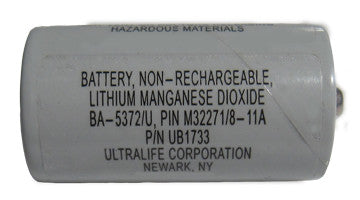 HAZARDOUS MATERIALS
BATTERY, NON-RECHARGEABLE,
LITHIUM MANGANESE DIOXIDE
BA-5372/U, PIN M32271/8-11A
P/N UB1733
ULTRALIFE CORPORATION
NEWARK, NY